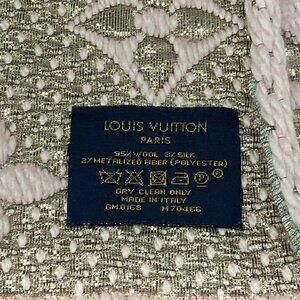 LOUIS VUITTON
PARIS
95% WOOL 3% SILK
2% METALIZED FIBER (POLYESTER)
P
DRY CLEAN ONLY
MADE IN ITALY
GM0168 M70466